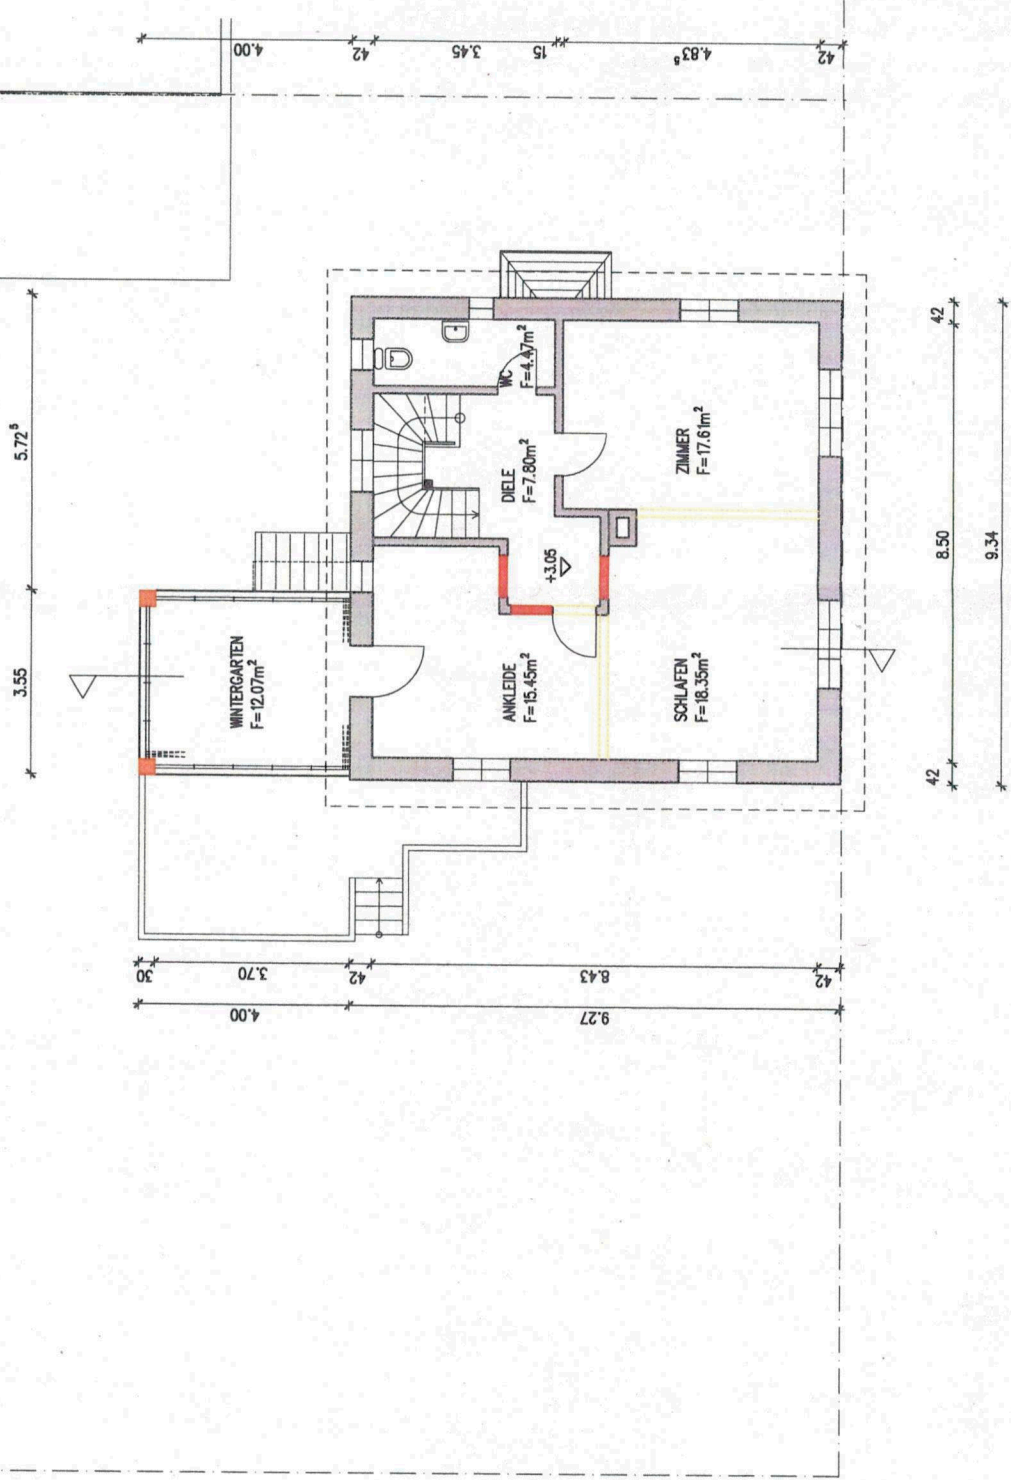 4.00
42
3.45
15
4.83⁵
42
5.72⁵
3.55
WC
F=4.47m²
DIELE
F=7.80m²
ZIMMER
F=17.61m²
+3.05
WINTERGARTEN
F=12.07m²
ANKLEIDE
F=15.45m²
SCHLAFEN
F=18.35m²
42
8.50
42
9.34
30
3.70
42
8.43
42
4.00
9.27